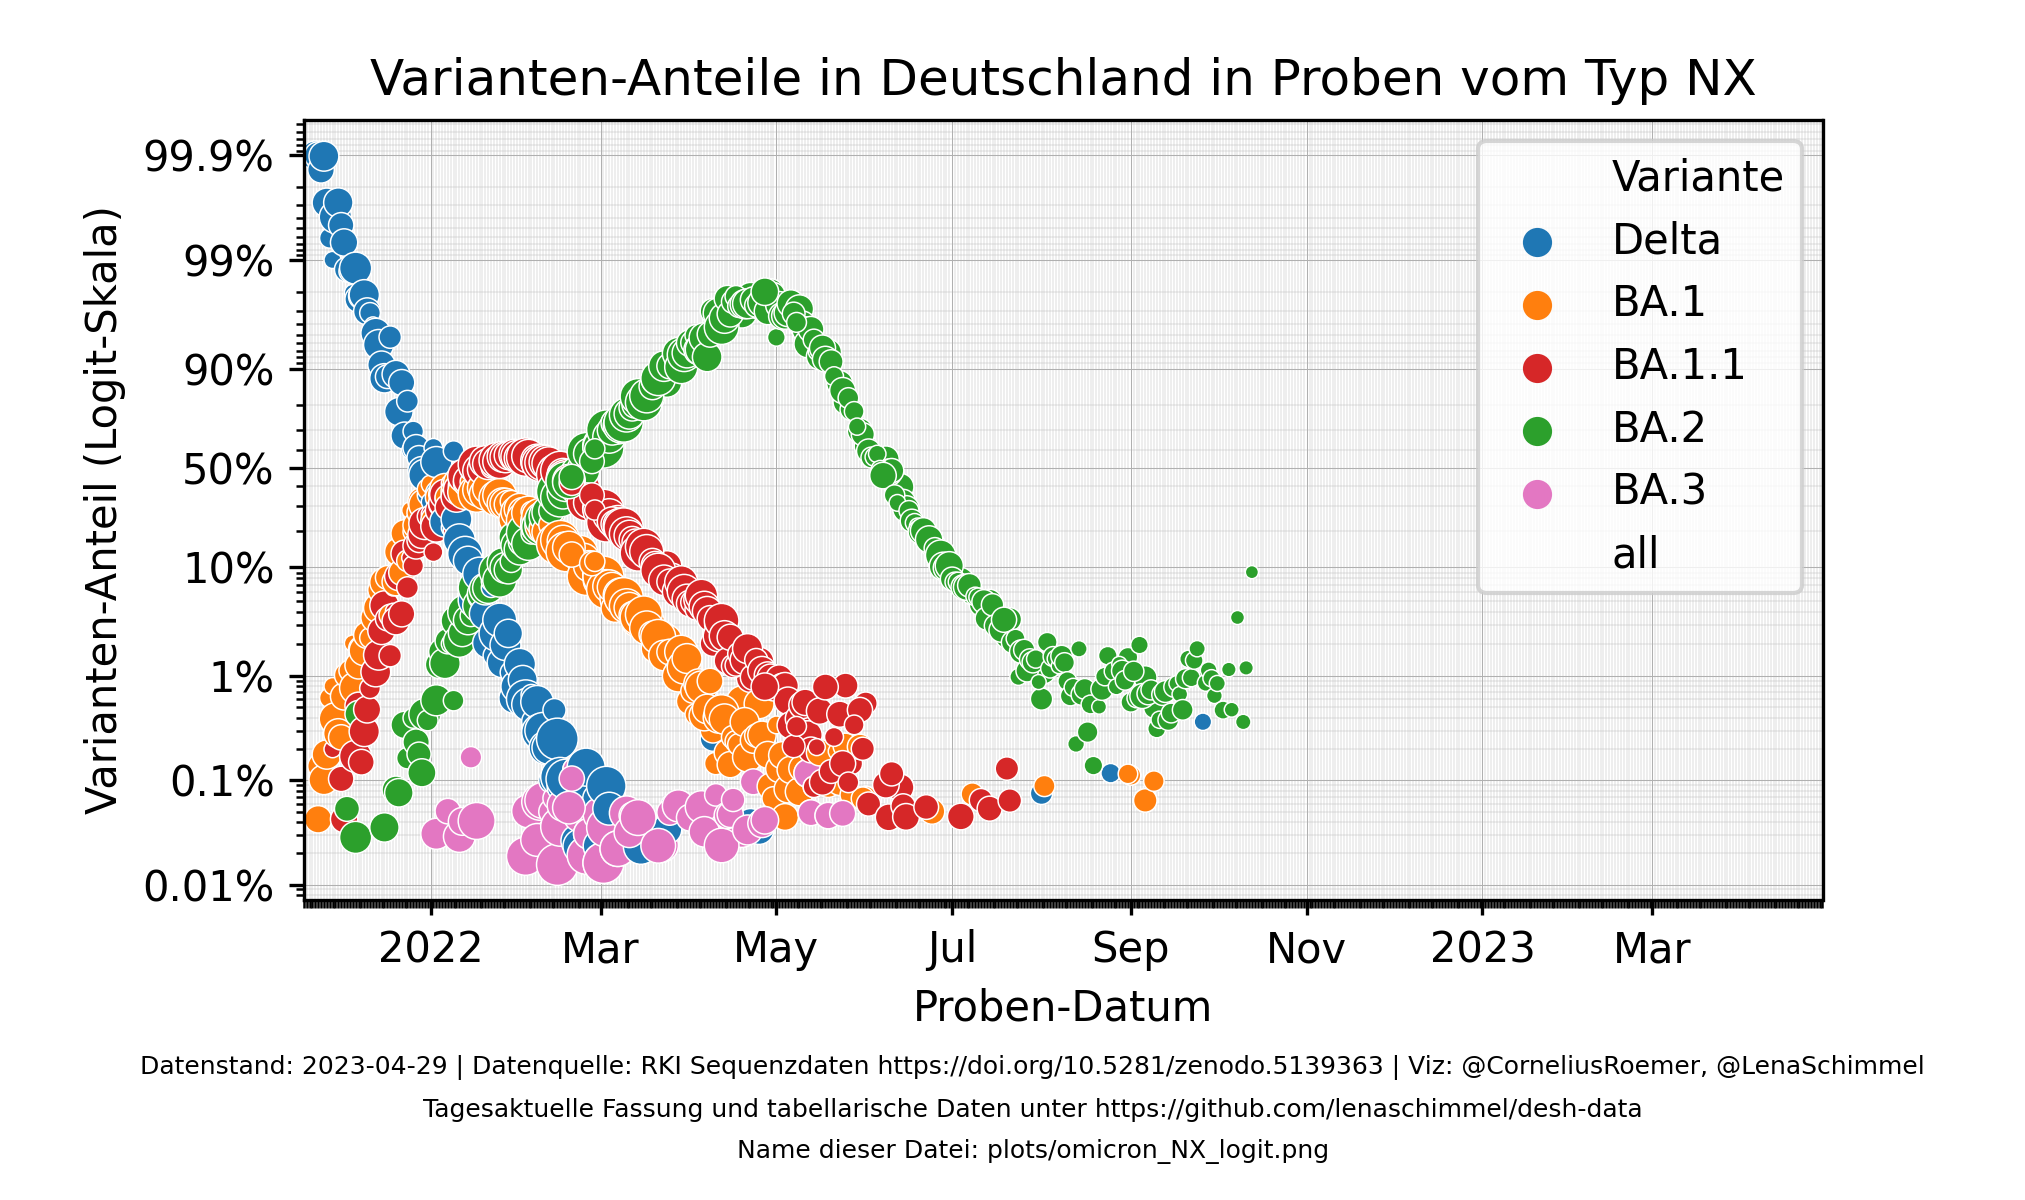 Varianten-Anteile in Deutschland in Proben vom Typ NX
Varianten-Anteil (Logit-Skala)
99.9%
99%
90%
50%
10%
1%
0.1%
0.01%
Variante
Delta
BA.1
BA.1.1
BA.2
BA.3
all
2022
Mar
May
Jul
Sep
Nov
2023
Mar
Proben-Datum
Datenstand: 2023-04-29 | Datenquelle: RKI Sequenzdaten https://doi.org/10.5281/zenodo.5139363 | Viz: @CorneliusRoemer, @LenaSchimmel
Tagesaktuelle Fassung und tabellarische Daten unter https://github.com/lenaschimmel/desh-data
Name dieser Datei: plots/omicron_NX_logit.png